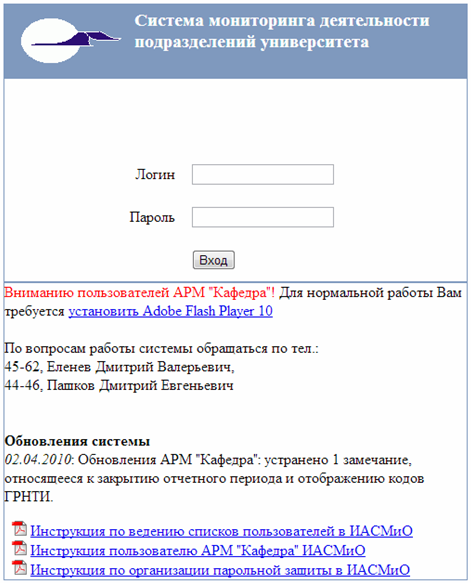 Система мониторинга деятельности
подразделений университета
Логин
Пароль
Вход
Вниманию пользователей АРМ "Кафедра"! Для нормальной работы Вам
требуется установить Adobe Flash Player 10
По вопросам работы системы обращаться по тел.:
45-62, Еленев Дмитрий Валерьевич,
44-46, Пашков Дмитрий Евгеньевич
Обновления системы
02.04.2010: Обновления АРМ "Кафедра": устранено 1 замечание,
относящееся к закрытию отчетного периода и отображению кодов
ГРНТИ.
Инструкция по ведению списков пользователей в ИАСМиО
Инструкция пользователю АРМ "Кафедра" ИАСМиО
Инструкция по организации парольной защиты в ИАСМиО